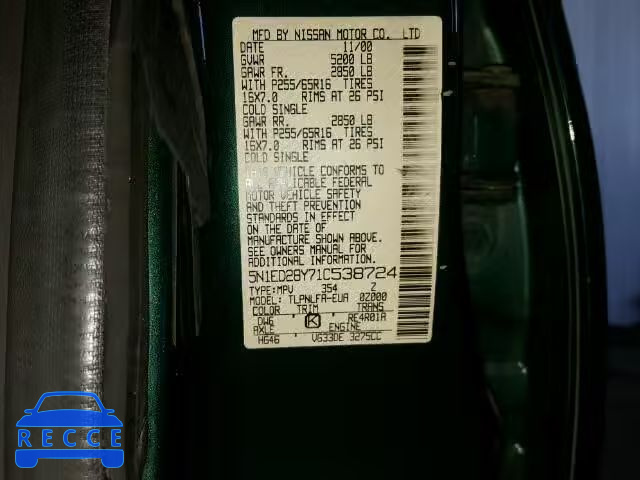 MFD BY NISSAN MOTOR CO. LTD
DATE 11/00
GVWR 5200 LB
GAWR FR. 2850 LB
WITH P255/65R16 TIRES
16X7.0 RIMS AT 26 PSI
COLD SINGLE
GAWR RR. 2850 LB
WITH P255/65R16 TIRES
16X7.0 RIMS AT 26 PSI
COLD SINGLE
THIS VEHICLE CONFORMS TO
ALL APPLICABLE FEDERAL
MOTOR VEHICLE SAFETY
AND THEFT PREVENTION
STANDARDS IN EFFECT
ON THE DATE OF
MANUFACTURE SHOWN ABOVE.
SEE OWNERS MANUAL FOR
ADDITIONAL INFORMATION.
5N1ED28Y71C538724
TYPE:MPV 354 Z
MODEL: TLPNLFA-EUA 0Z000
COLOR TRIM TRANS
DW6 K RE4R01A
AXLE ENGINE
HG46 VG33DE 3275CC
RECCE